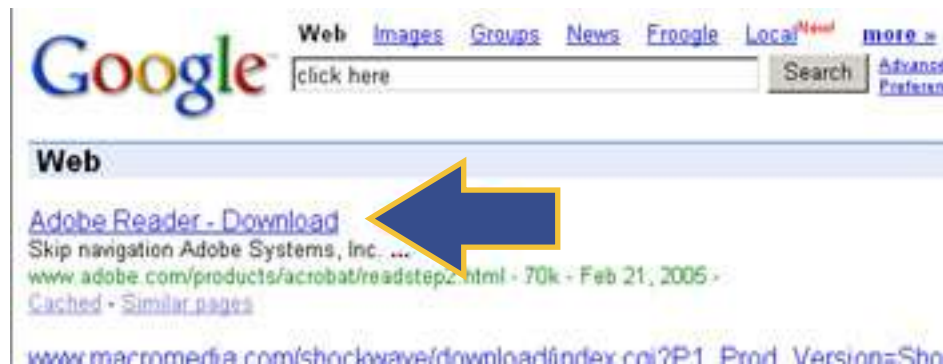 Google
Web Images Groups News Froogle Local New! more »
click here
Search
Web
Adobe Reader - Download
Skip navigation Adobe Systems, Inc. ...
www.adobe.com/products/acrobat/readstep2.html - 70k - Feb 21, 2005 -
Cached - Similar pages
www.macromedia.com/shockwave/download/index.cgi?P1_Prod_Version=Sho